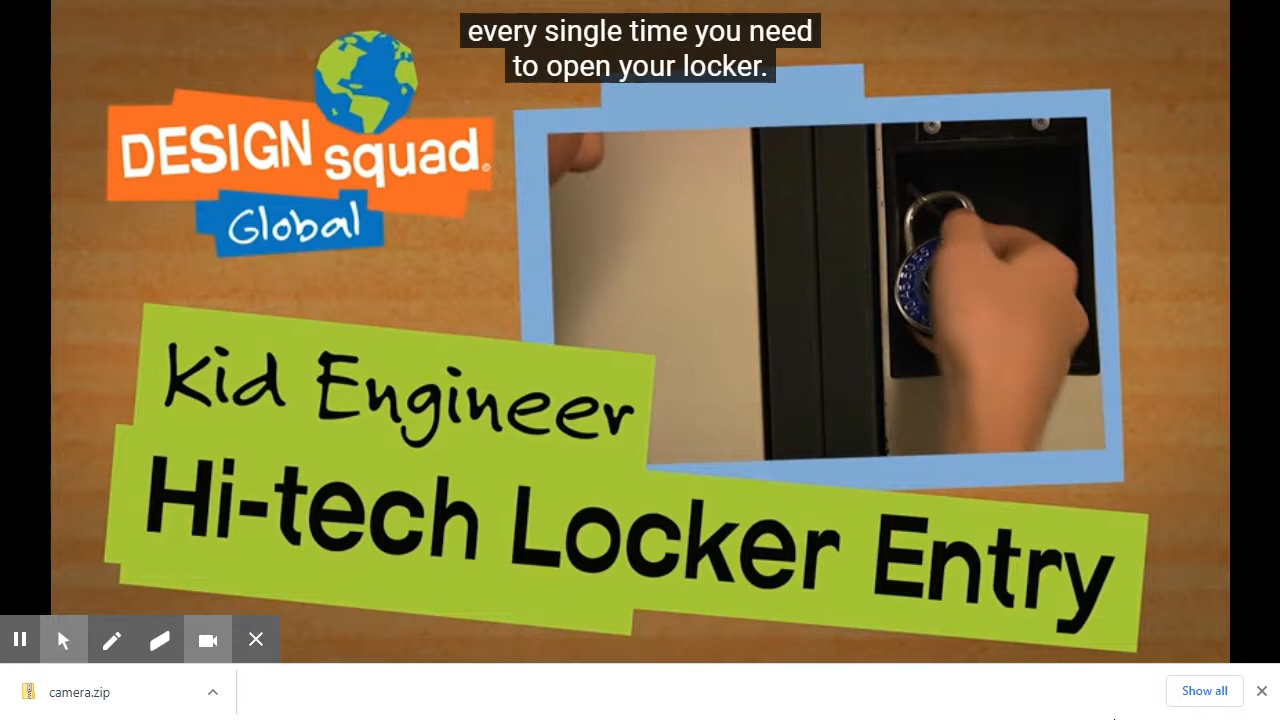 every single time you need
to open your locker.
DESIGN squad®
Global
Kid Engineer
Hi-tech Locker Entry
camera.zip
Show all